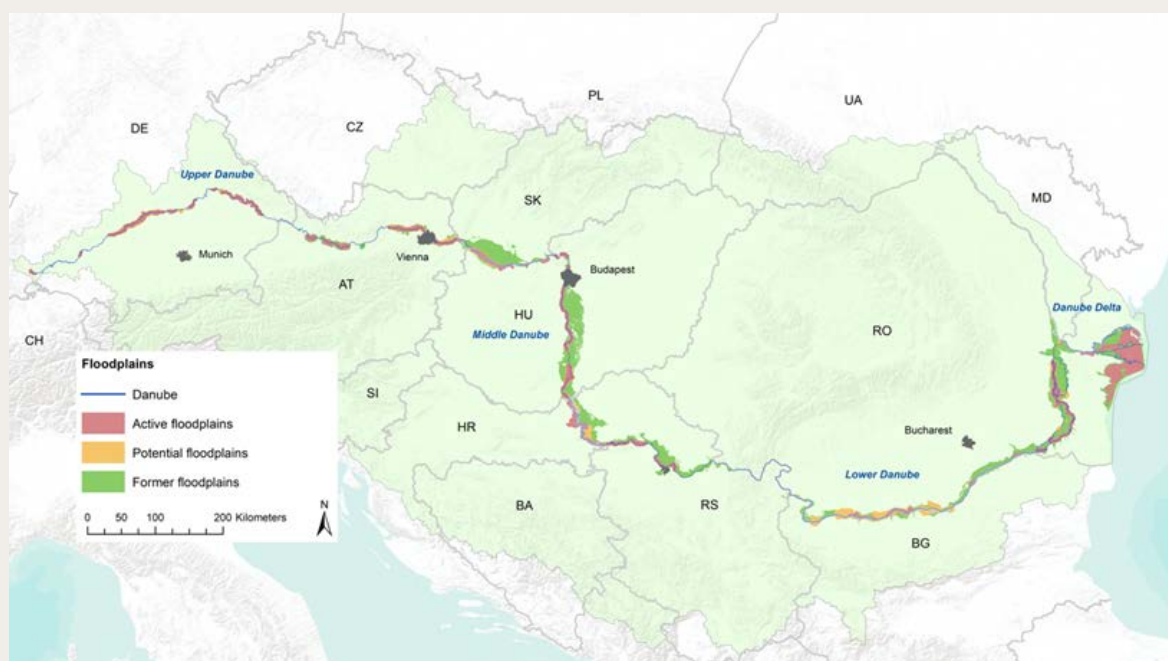 PL
UA
DE
CZ
Upper Danube
SK
MD
Munich
Vienna
Budapest
AT
Danube Delta
HU
Middle Danube
RO
CH
Floodplains
Danube
Active floodplains
Potential floodplains
Former floodplains
N
0 50 100 200 Kilometers
SI
HR
Bucharest
Lower Danube
BA
RS
BG